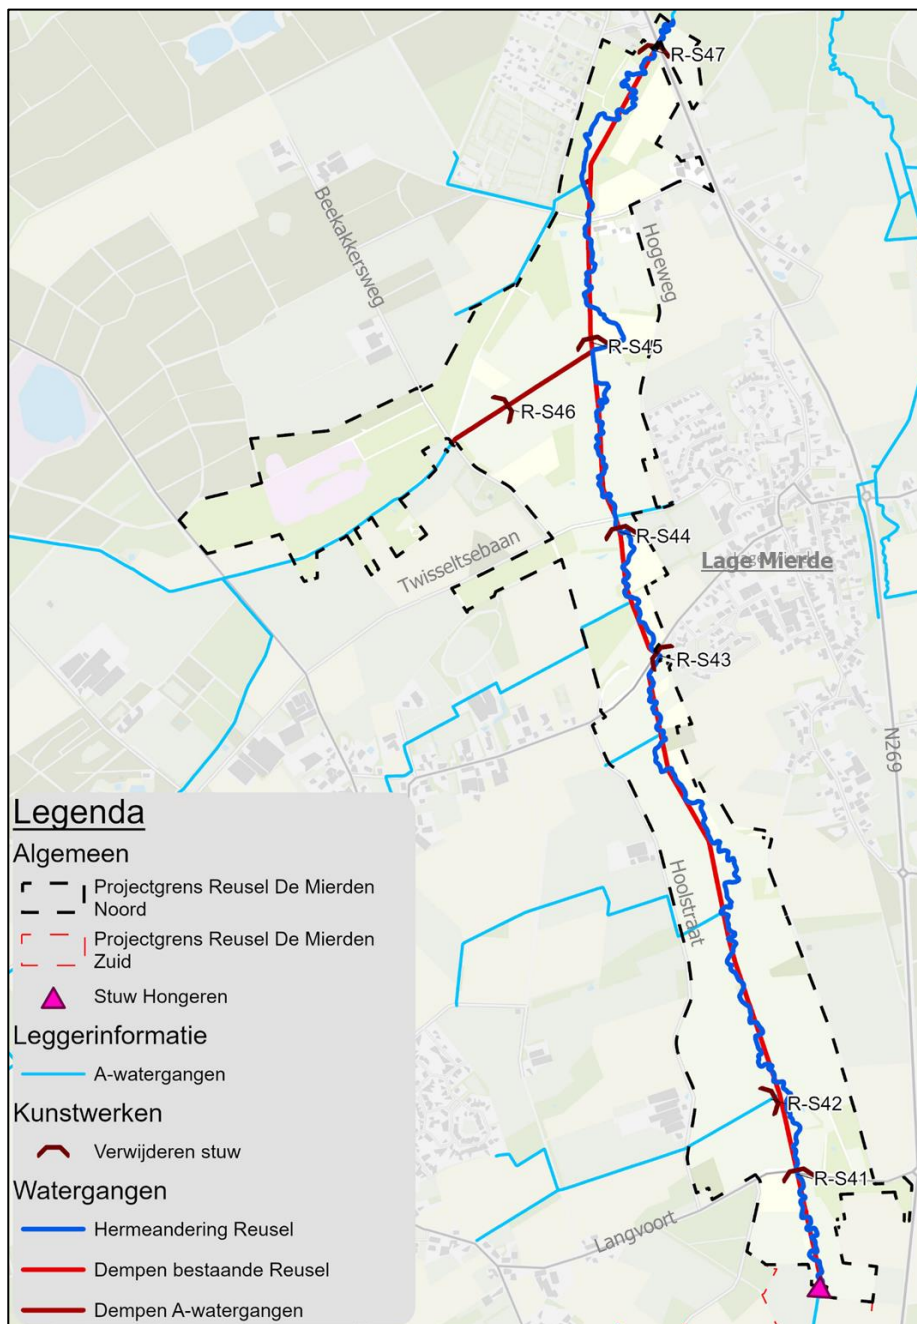 R-S47
Beekakkersweg
Hogeweg
R-S45
R-S46
R-S44
Twisseltsebaan
Lage Mierde
R-S43
N269
Hoolstraat
R-S42
R-S41
Langvoort
Legenda
Algemeen
Projectgrens Reusel De Mierden
Noord
Projectgrens Reusel De Mierden
Zuid
Stuw Hongeren
Leggerinformatie
A-watergangen
Kunstwerken
Verwijderen stuw
Watergangen
Hermeandering Reusel
Dempen bestaande Reusel
Dempen A-watergangen